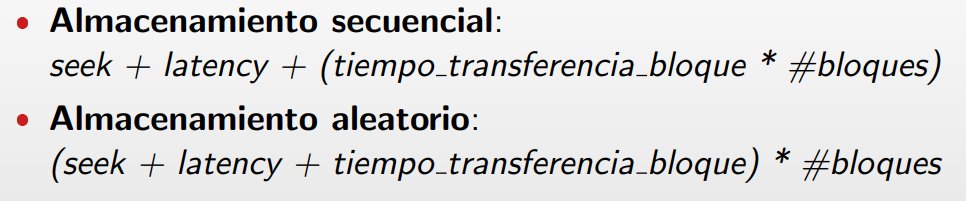 • Almacenamiento secuencial:
seek + latency + (tiempo_transferencia_bloque * #bloques)
• Almacenamiento aleatorio:
(seek + latency + tiempo_transferencia_bloque) * #bloques